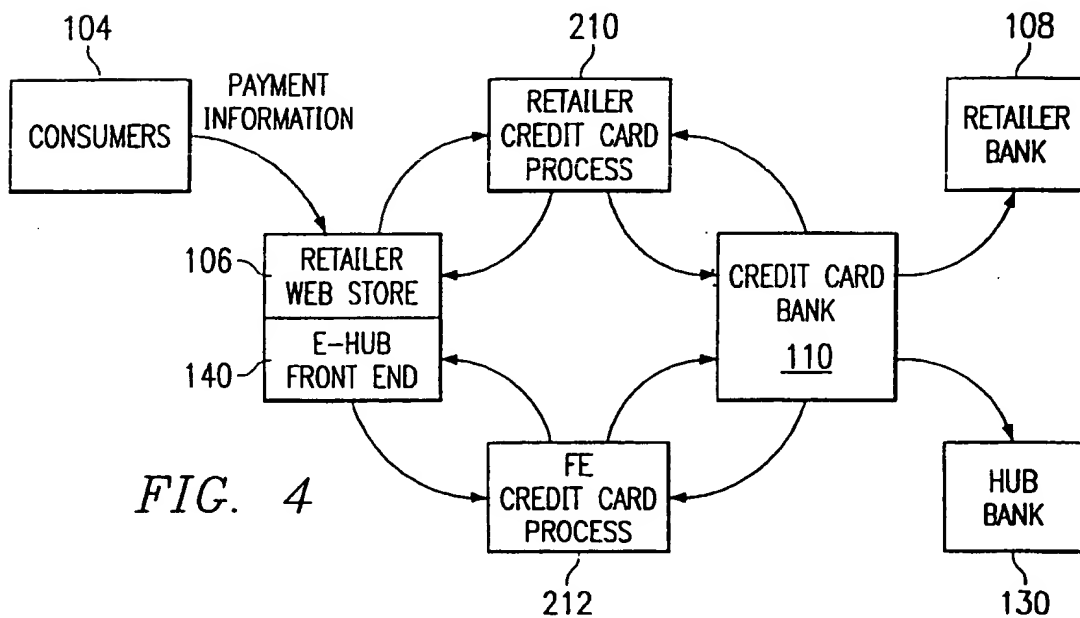 104
210
108
CONSUMERS
PAYMENT
INFORMATION
RETAILER
CREDIT CARD
PROCESS
RETAILER
BANK
106
RETAILER
WEB STORE
140
E-HUB
FRONT END
CREDIT CARD
BANK
110
FIG. 4
FE
CREDIT CARD
PROCESS
HUB
BANK
212
130